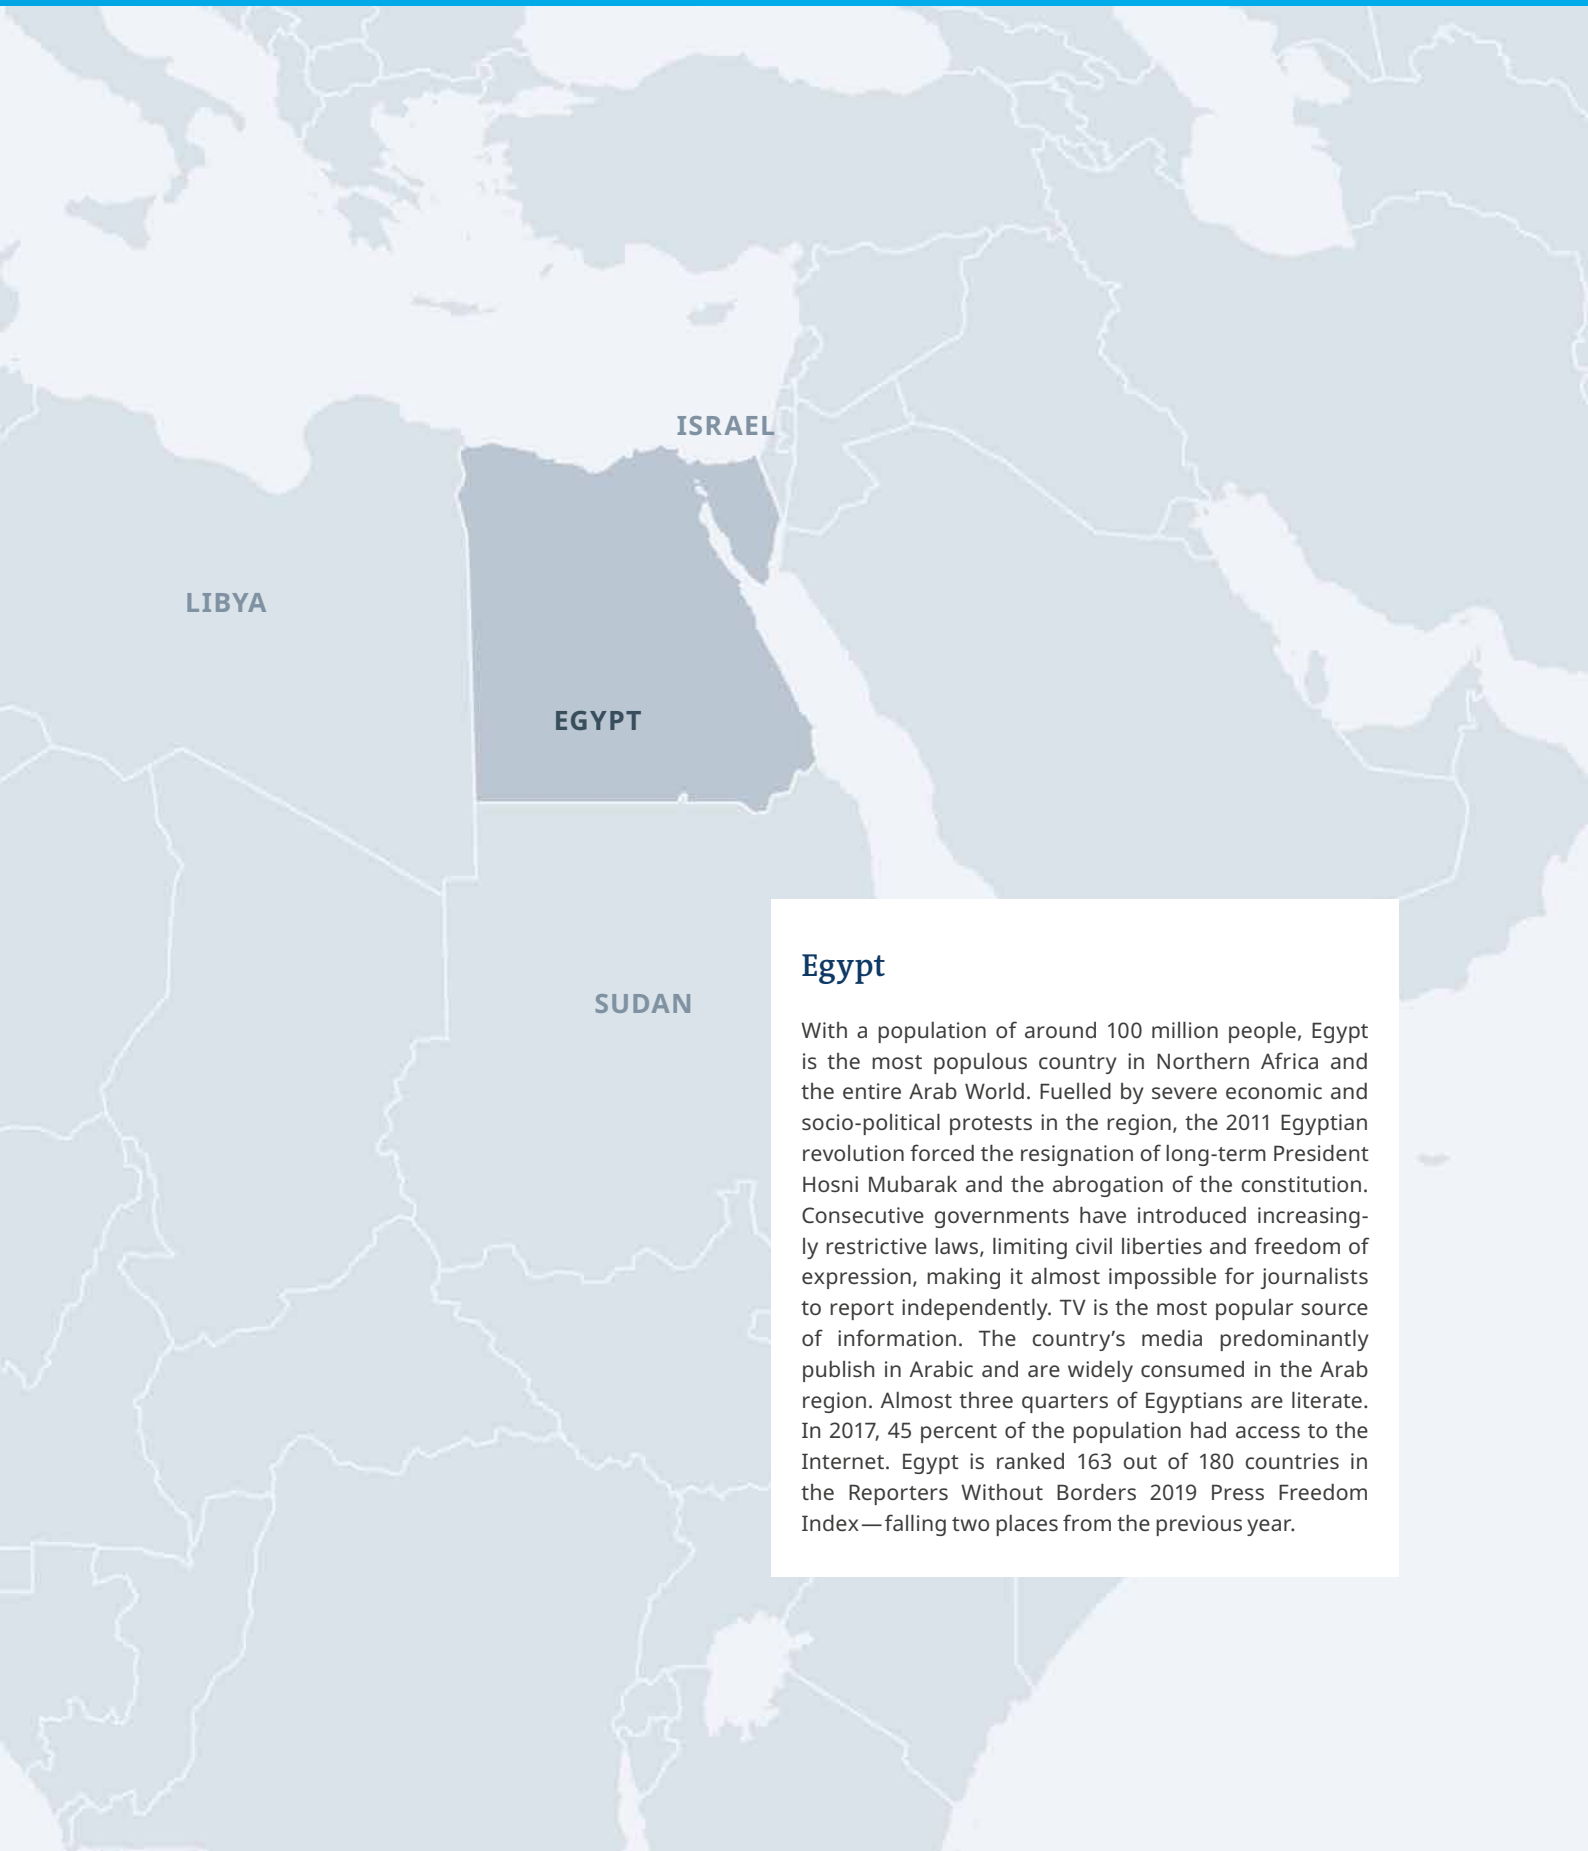 ISRAEL
LIBYA
EGYPT
SUDAN
Egypt
With a population of around 100 million people, Egypt
is the most populous country in Northern Africa and
the entire Arab World. Fuelled by severe economic and
socio-political protests in the region, the 2011 Egyptian
revolution forced the resignation of long-term President
Hosni Mubarak and the abrogation of the constitution.
Consecutive governments have introduced increasing-
ly restrictive laws, limiting civil liberties and freedom of
expression, making it almost impossible for journalists
to report independently. TV is the most popular source
of information. The country’s media predominantly
publish in Arabic and are widely consumed in the Arab
region. Almost three quarters of Egyptians are literate.
In 2017, 45 percent of the population had access to the
Internet. Egypt is ranked 163 out of 180 countries in
the Reporters Without Borders 2019 Press Freedom
Index — falling two places from the previous year.